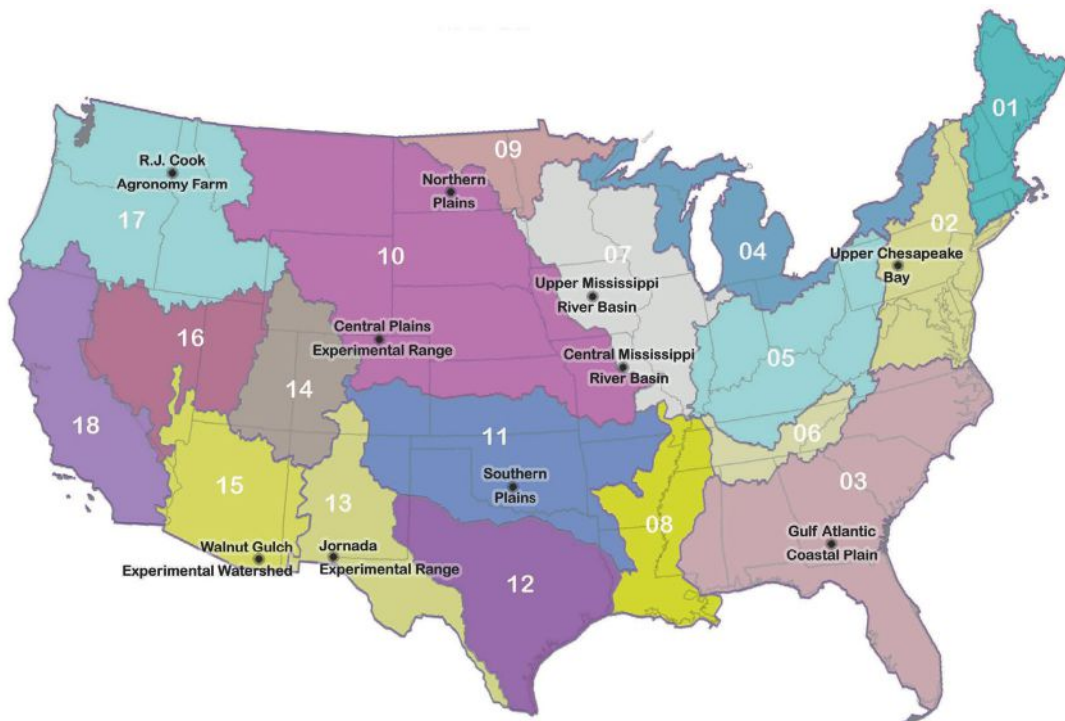 01
09
R.J. Cook
Agronomy Farm
Northern
Plains
17
02
10
07
04
Upper Chesapeake
Bay
Upper Mississippi
River Basin
16
Central Plains
Experimental Range
Central Mississippi
River Basin
05
14
18
11
06
15
13
Southern
Plains
03
08
Gulf Atlantic
Coastal Plain
Walnut Gulch
Experimental Watershed
Jornada
Experimental Range
12